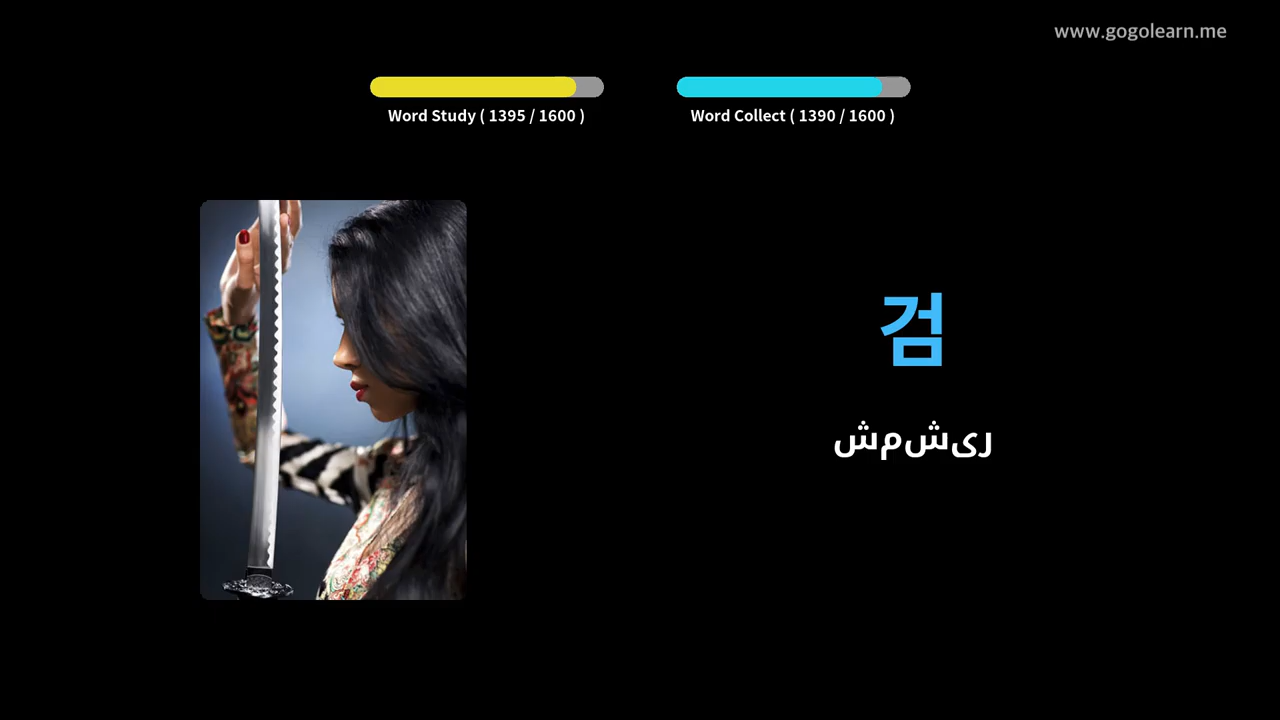 www.gogolearn.me
Word Study ( 1395 / 1600 )
Word Collect ( 1390 / 1600 )
검
شمشیر